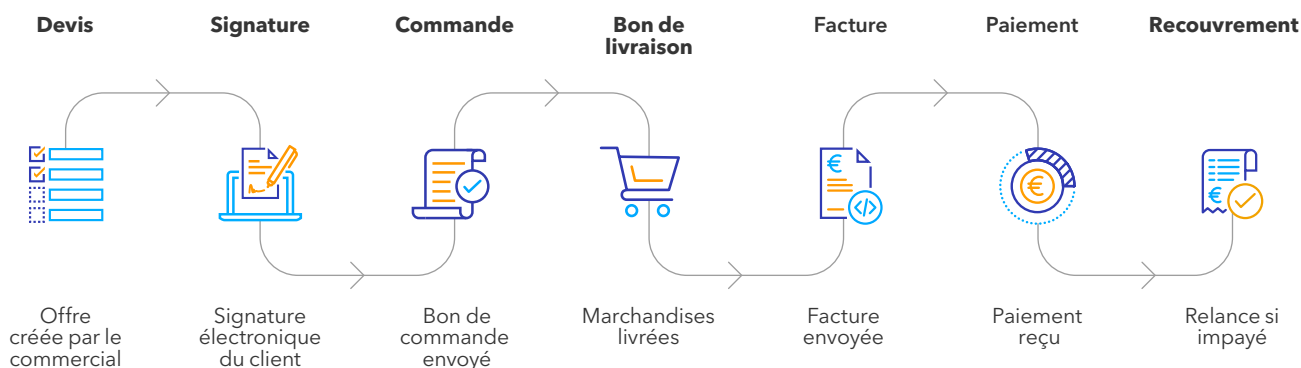 Devis
Signature
Commande
Bon de
livraison
Facture
Paiement
Recouvrement
€
€
€
</>
Offre
créée par le
commercial
Signature
électronique
du client
Bon de
commande
envoyé
Marchandises
livrées
Facture
envoyée
Paiement
reçu
Relance si
impayé